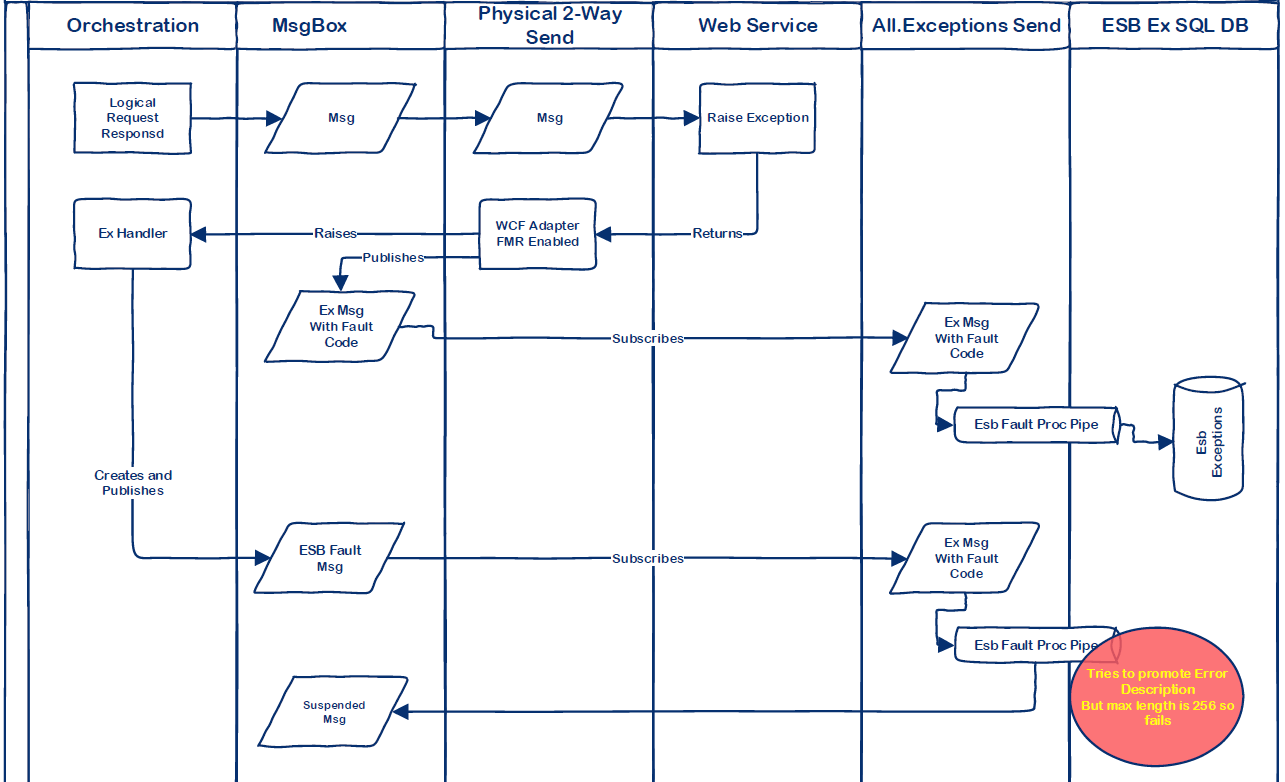 Orchestration
MsgBox
Physical 2-Way
Send
Web Service
All.Exceptions Send
ESB Ex SQL DB
Logical
Request
Responsd
Msg
Msg
Raise Exception
Ex Handler
Raises
WCF Adapter
FMR Enabled
Returns
Publishes
Ex Msg
With Fault
Code
Subscribes
Ex Msg
With Fault
Code
Esb Fault Proc Pipe
Esb
Exceptions
Creates and
Publishes
ESB Fault
Msg
Subscribes
Ex Msg
With Fault
Code
Esb Fault Proc Pipe
Tries to promote Error
Description
But max length is 256 so
fails
Suspended
Msg